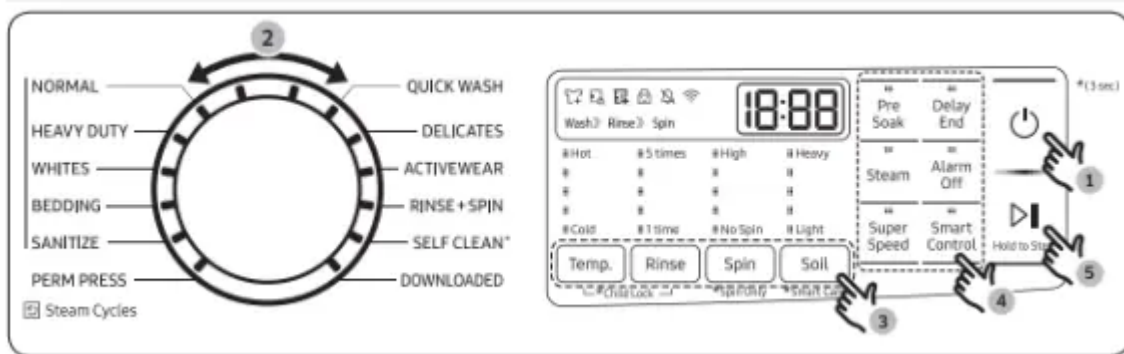 2
NORMAL
HEAVY DUTY
WHITES
BEDDING
SANITIZE
PERM PRESS
Steam Cycles
QUICK WASH
DELICATES
ACTIVEWEAR
RINSE+SPIN
SELF CLEAN*
DOWNLOADED
18:88
Wash》 Rinse》 Spin
Hot 5 times High Heavy
Cold 1 time No Spin Light
Temp. Rinse Spin Soil
*Child Lock *Spin Only *Smart
3
Pre Soak
Delay End
Steam
Alarm Off
Super Speed
Smart Control
4
*(3 sec)
1
Hold to
5